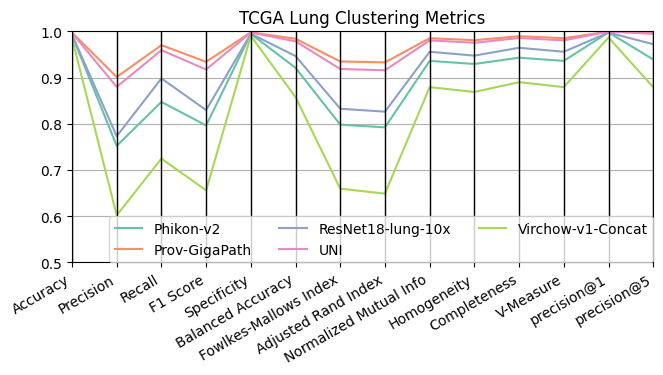 TCGA Lung Clustering Metrics
1.0
0.9
0.8
0.7
0.6
0.5
Phikon-v2
Prov-GigaPath
ResNet18-lung-10x
UNI
Virchow-v1-Concat
Accuracy
Precision
Recall
F1 Score
Specificity
Balanced Accuracy
Fowlkes-Mallows Index
Adjusted Rand Index
Normalized Mutual Info
Homogeneity
Completeness
V-Measure
precision@1
precision@5